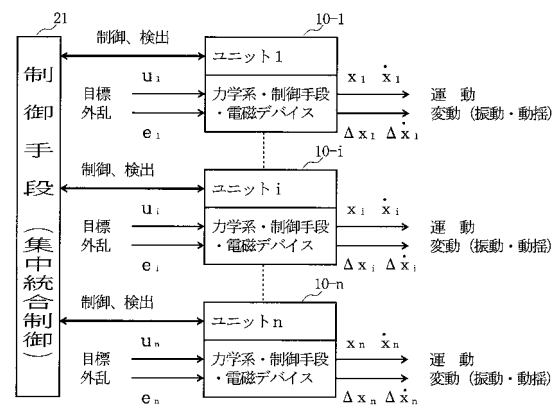 21
制御手段(集中統合制御)
10-1
制御、検出
ユニット1
u₁
x₁ ẋ₁
目標
力学系・制御手段
運 動
外乱
・電磁デバイス
変動(振動・動揺)
e₁
Δx₁ Δẋ₁
10-i
制御、検出
ユニットi
uᵢ
xᵢ ẋᵢ
目標
力学系・制御手段
運 動
外乱
・電磁デバイス
変動(振動・動揺)
eᵢ
Δxᵢ Δẋᵢ
10-n
制御、検出
ユニットn
uₙ
xₙ ẋₙ
目標
力学系・制御手段
運 動
外乱
・電磁デバイス
変動(振動・動揺)
eₙ
Δxₙ Δẋₙ